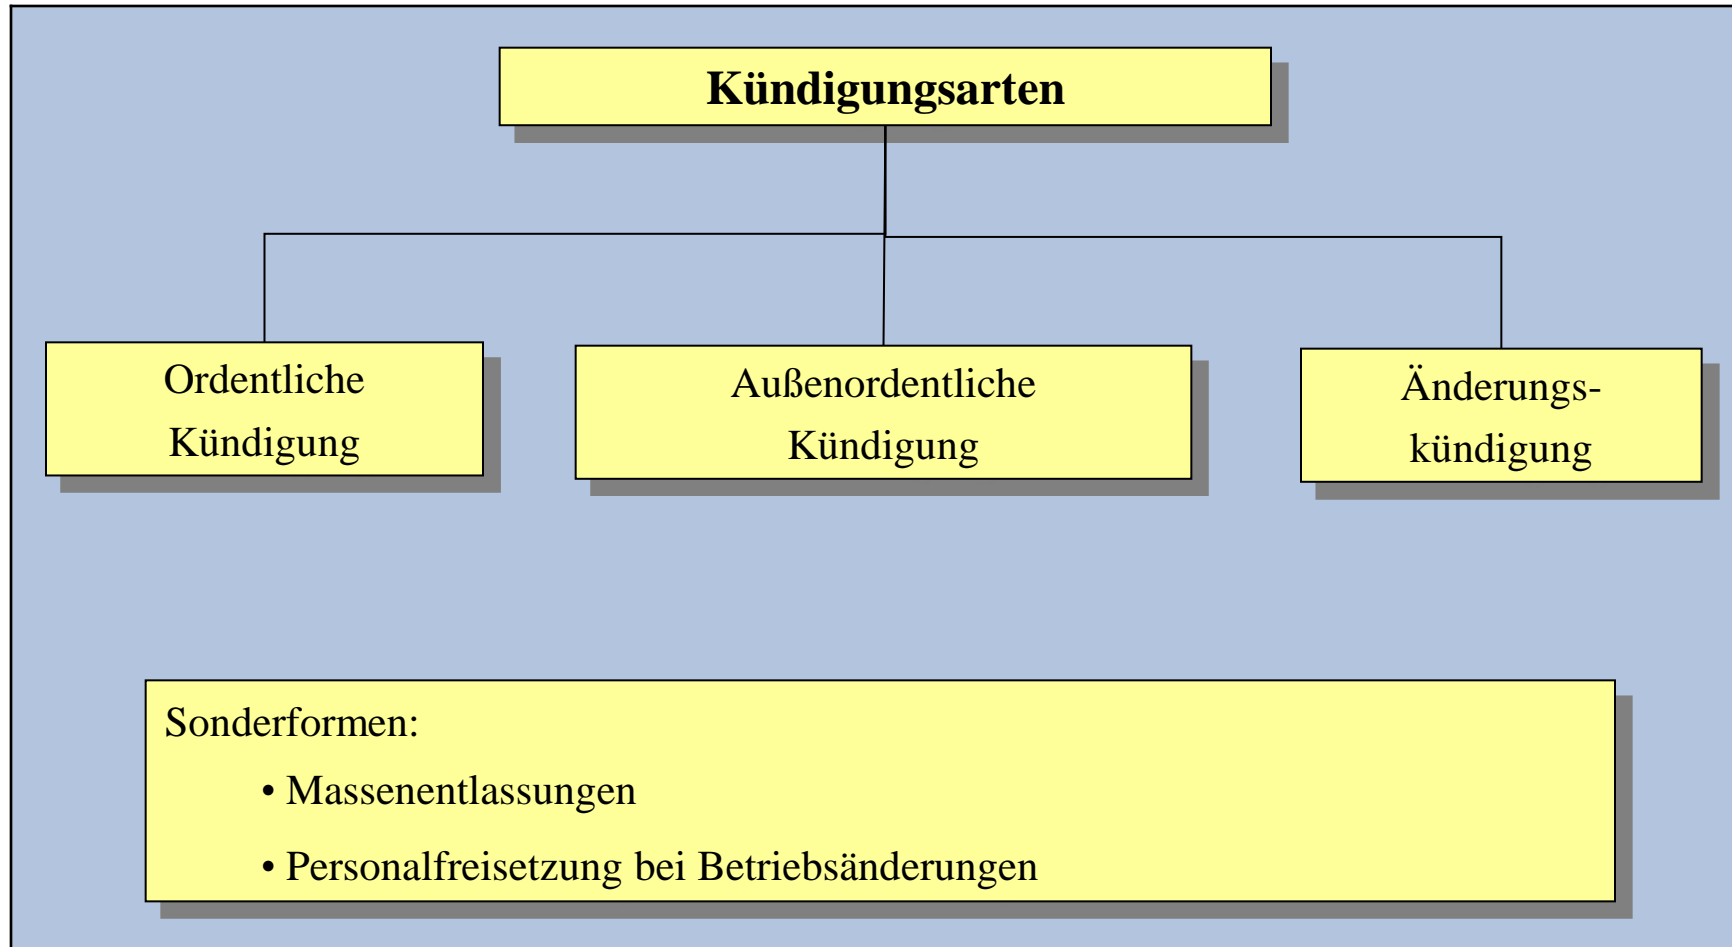 Kündigungsarten
Ordentliche
Kündigung
Außenordentliche
Kündigung
Änderungs-
kündigung
Sonderformen:
• Massenentlassungen
• Personalfreisetzung bei Betriebsänderungen